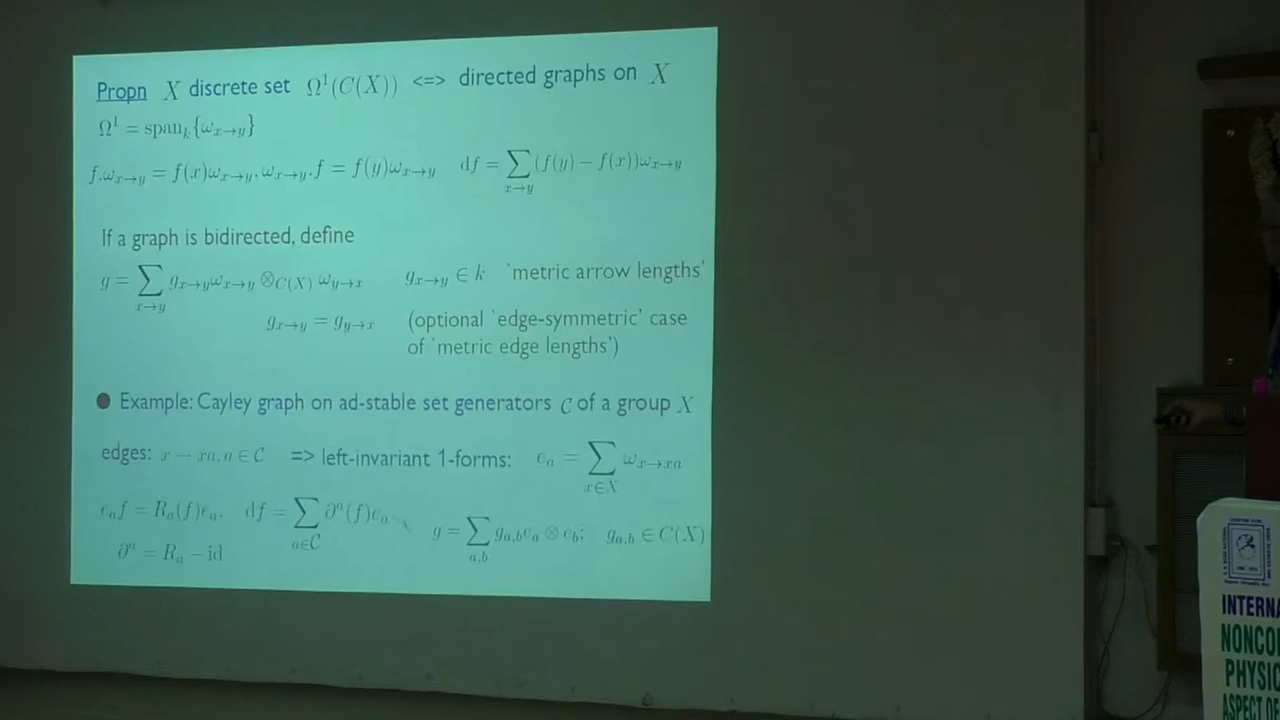 Propn X discrete set Ω¹(C(X)) <=> directed graphs on X
Ω¹ = spanₖ{ω_{x→y}}
f.ω_{x→y} = f(x)ω_{x→y}, ω_{x→y}.f = f(y)ω_{x→y} df = ∑_{x→y} (f(y) − f(x))ω_{x→y}
If a graph is bidirected, define
g = ∑_{x→y} g_{x→y}ω_{x→y} ⊗_{C(X)} ω_{y→x} g_{x→y} ∈ k 'metric arrow lengths'
g_{x→y} = g_{y→x} (optional 'edge-symmetric' case
of 'metric edge lengths')
● Example: Cayley graph on ad-stable set generators 𝒞 of a group X
edges: x → xa, a ∈ 𝒞 => left-invariant 1-forms: e_a = ∑_{x∈X} ω_{x→xa}
e_a f = R_a(f)e_a, df = ∑_{a∈𝒞} ∂ᵃ(f)e_a g = ∑_{a,b} g_{a,b}e_a ⊗ e_b; g_{a,b} ∈ C(X)
∂ᵃ = R_a − id
INTERNA
NONCO
PHYSIC
ASPECT OF